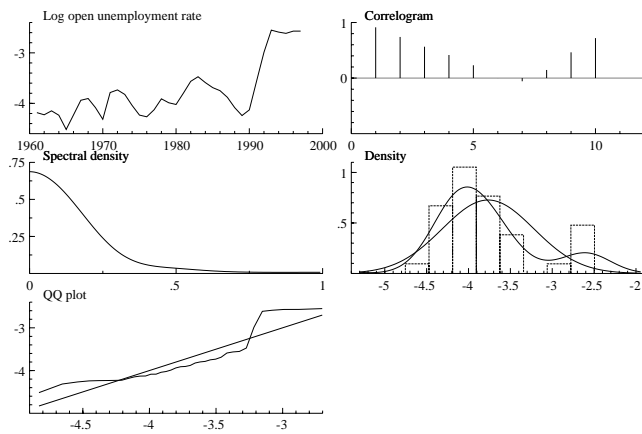 Log open unemployment rate
-3
-4
1960 1970 1980 1990 2000
Correlogram
1
0
0 5 10
Spectral density
.75
.5
.25
0 .5 1
Density
1
.5
-5 -4.5 -4 -3.5 -3 -2.5 -2
QQ plot
-3
-4
-4.5 -4 -3.5 -3